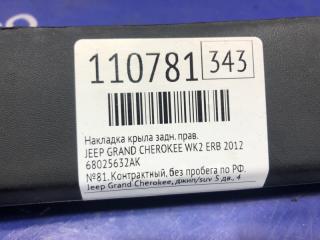 110781 343
Накладка крыла задн. прав.
JEEP GRAND CHEROKEE WK2 ERB 2012
68025632AK
№81. Контрактный, без пробега по РФ.
Jeep Grand Cherokee, джип/suv 5 дв., 4